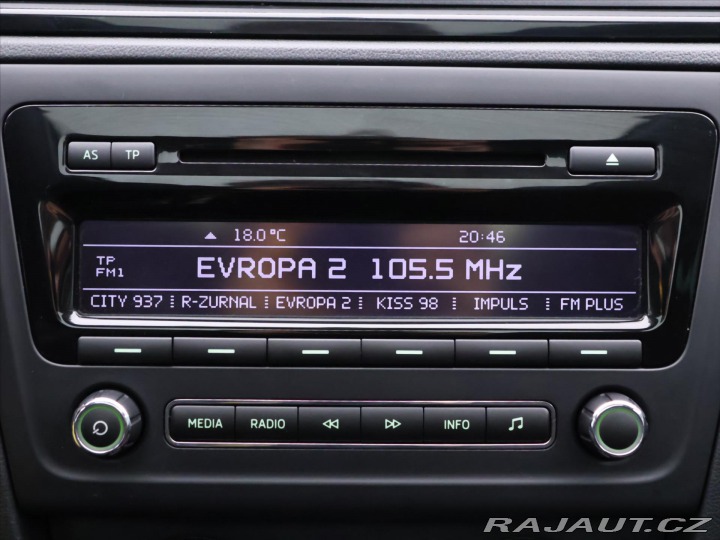 AS TP
18.0°C 20:46
TP
FM1
EVROPA 2 105.5 MHz
CITY 937 R-ZURNAL EVROPA 2 KISS 98 IMPULS FM PLUS
MEDIA RADIO INFO
RAJAUT.CZ